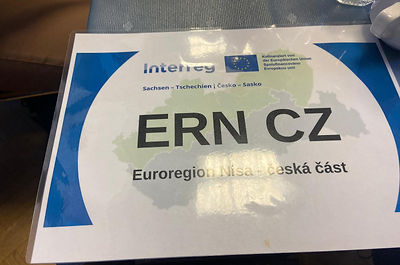 Interreg
Kofinanziert von
der Europäischen Union
Spolufinancováno
Evropskou unií
Sachsen – Tschechien | Česko – Sasko
ERN CZ
Euroregion Nisa - česká část